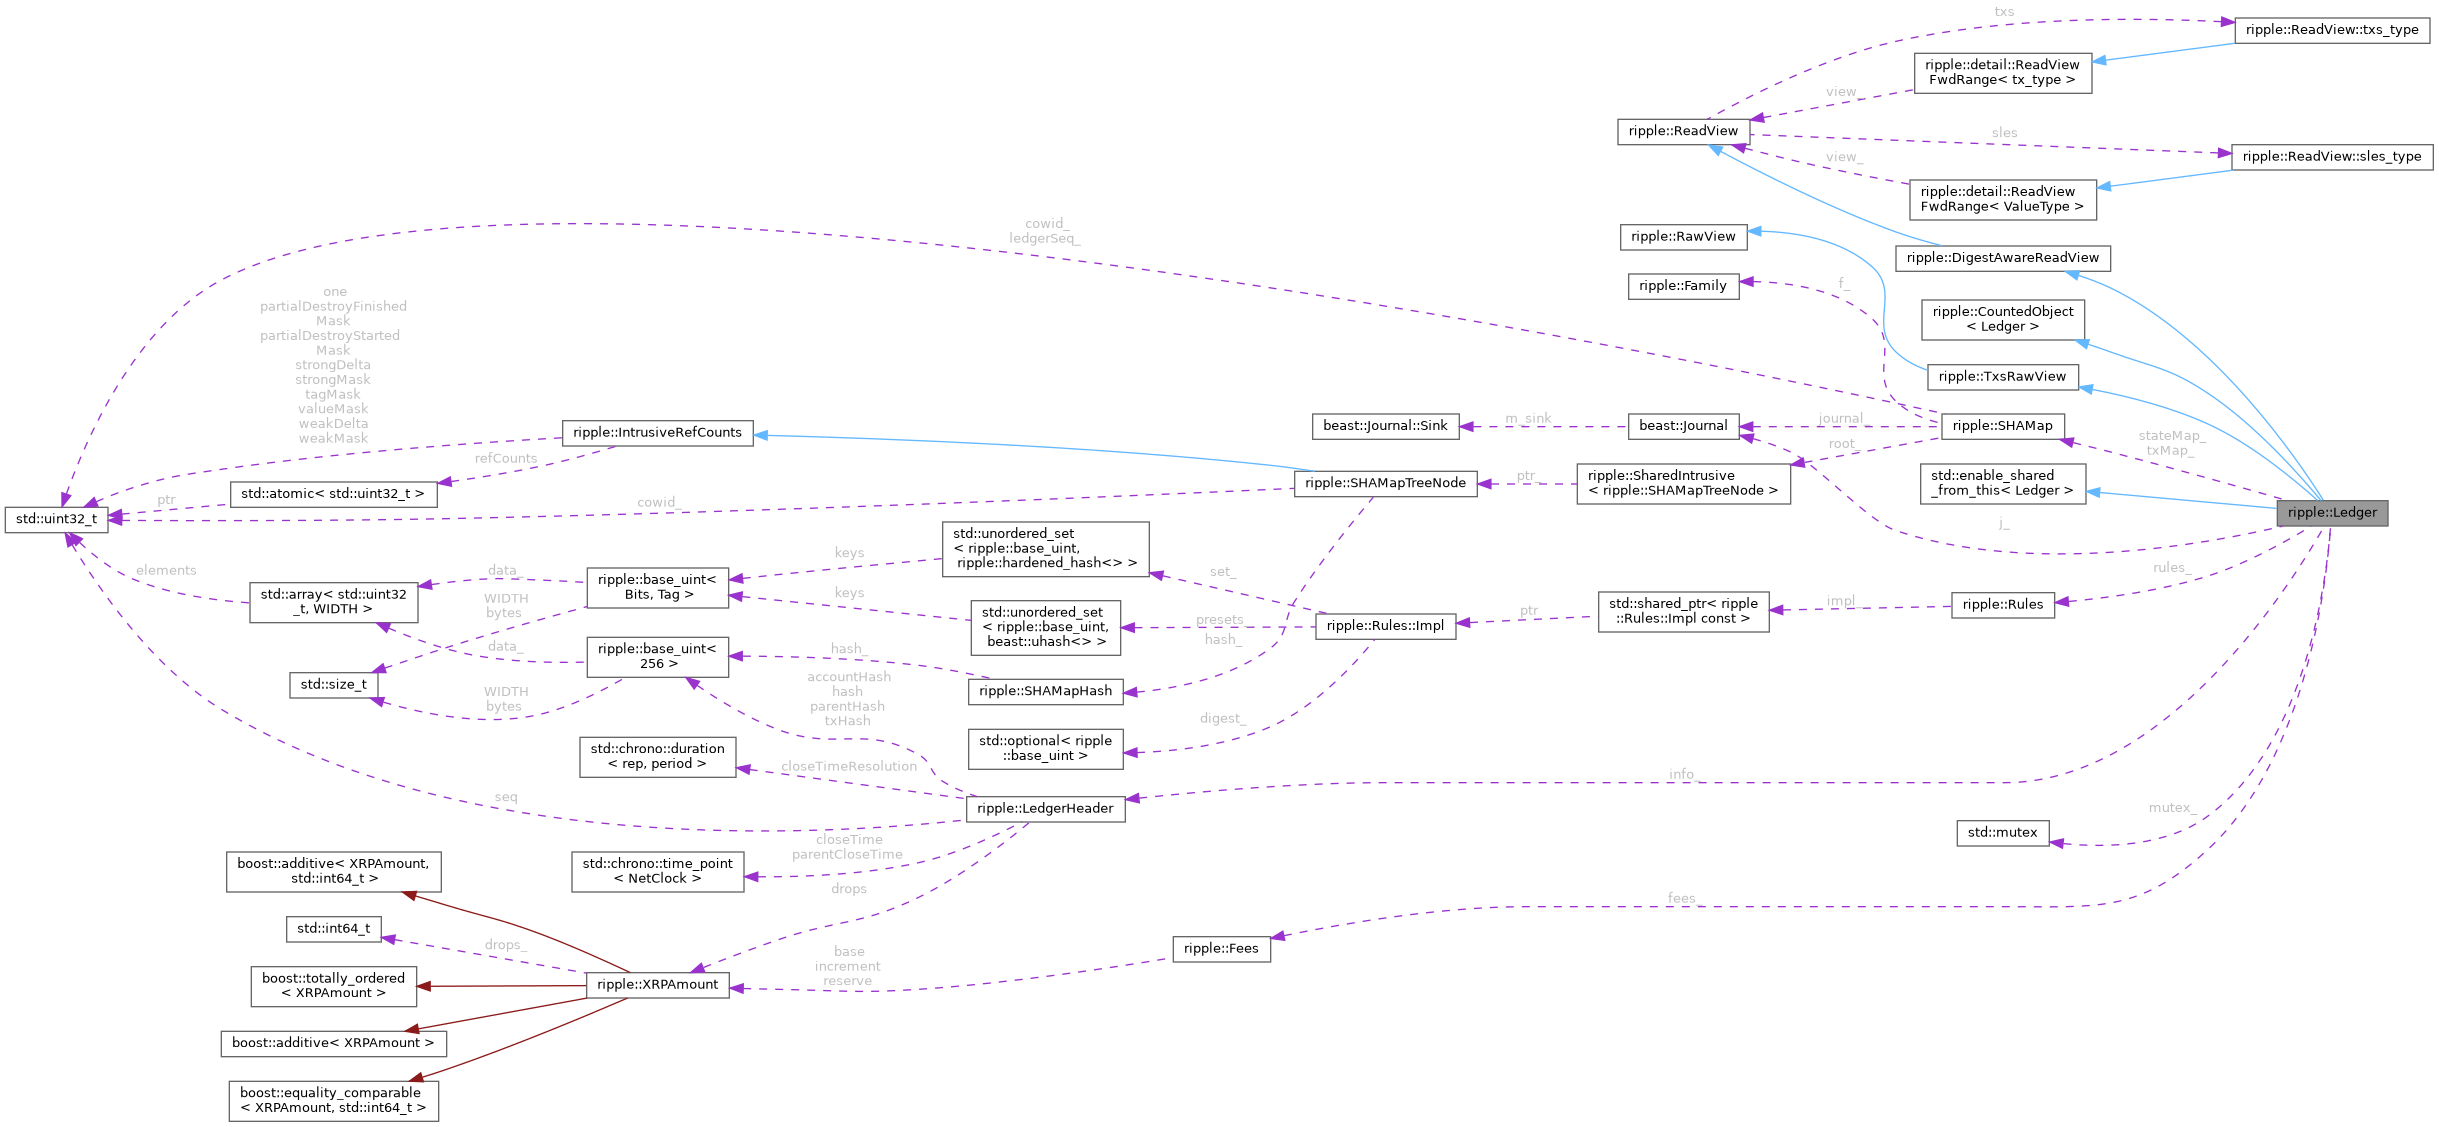 txs
ripple::ReadView::txs_type
ripple::detail::ReadView
FwdRange< tx_type >
view_
ripple::ReadView
sles
ripple::ReadView::sles_type
view_
ripple::detail::ReadView
FwdRange< ValueType >
cowid_
ledgerSeq_
ripple::RawView
ripple::DigestAwareReadView
ripple::Family
f_
one
partialDestroyFinished
Mask
partialDestroyStarted
Mask
strongDelta
strongMask
tagMask
valueMask
weakDelta
weakMask
ripple::CountedObject
< Ledger >
ripple::TxsRawView
ripple::IntrusiveRefCounts
beast::Journal::Sink
m_sink
beast::Journal
journal_
ripple::SHAMap
stateMap_
txMap_
root_
refCounts
ripple::SHAMapTreeNode
ptr_
ripple::SharedIntrusive
< ripple::SHAMapTreeNode >
std::enable_shared
_from_this< Ledger >
std::atomic< std::uint32_t >
ptr
cowid_
std::uint32_t
ripple::Ledger
j_
std::unordered_set
< ripple::base_uint,
ripple::hardened_hash<> >
keys
elements
data_
ripple::base_uint<
Bits, Tag >
set_
rules_
std::array< std::uint32
_t, WIDTH >
WIDTH
bytes
keys
std::unordered_set
< ripple::base_uint,
beast::uhash<> >
presets_
ripple::Rules::Impl
ptr
std::shared_ptr< ripple
::Rules::Impl const >
impl_
ripple::Rules
hash_
data_
ripple::base_uint<
256 >
hash_
std::size_t
WIDTH
bytes
accountHash
hash
parentHash
txHash
ripple::SHAMapHash
digest_
std::optional< ripple
::base_uint >
std::chrono::duration
< rep, period >
closeTimeResolution
info_
seq
ripple::LedgerHeader
mutex_
std::mutex
closeTime
parentCloseTime
std::chrono::time_point
< NetClock >
drops
boost::additive< XRPAmount,
std::int64_t >
fees_
std::int64_t
drops_
base
increment
reserve
ripple::Fees
boost::totally_ordered
< XRPAmount >
ripple::XRPAmount
boost::additive< XRPAmount >
boost::equality_comparable
< XRPAmount, std::int64_t >